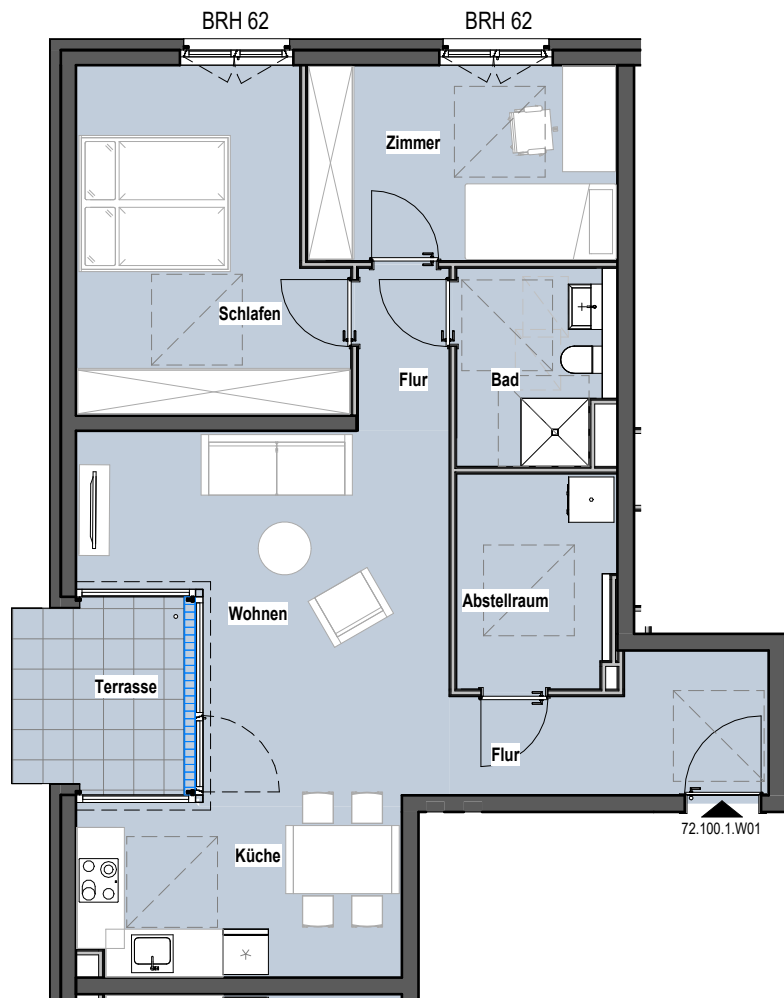 BRH 62
BRH 62
Zimmer
Schlafen
Flur
Bad
Wohnen
Abstellraum
Terrasse
Flur
72.100.1.W01
Küche